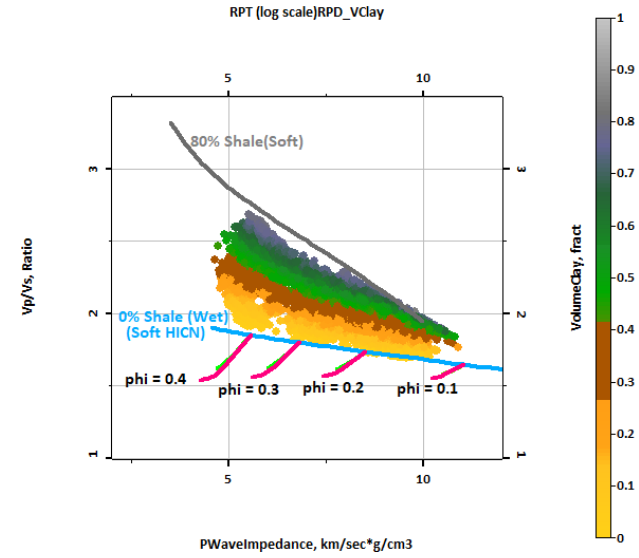 RPT (log scale)RPD_VClay
5 10
3 3
2 2
1 1
80% Shale(Soft)
0% Shale (Wet)
(Soft HICN)
phi = 0.4
phi = 0.3
phi = 0.2
phi = 0.1
5 10
Vp/Vs, Ratio
PWaveImpedance, km/sec*g/cm3
VolumeClay, fract
1
0.9
0.8
0.7
0.6
0.5
0.4
0.3
0.2
0.1
0